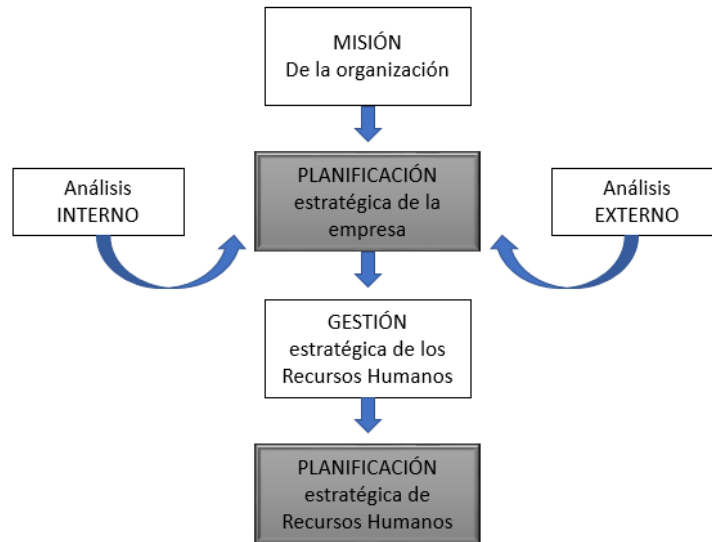 MISIÓN
De la organización
PLANIFICACIÓN
estratégica de la
empresa
Análisis
INTERNO
Análisis
EXTERNO
GESTIÓN
estratégica de los
Recursos Humanos
PLANIFICACIÓN
estratégica de
Recursos Humanos